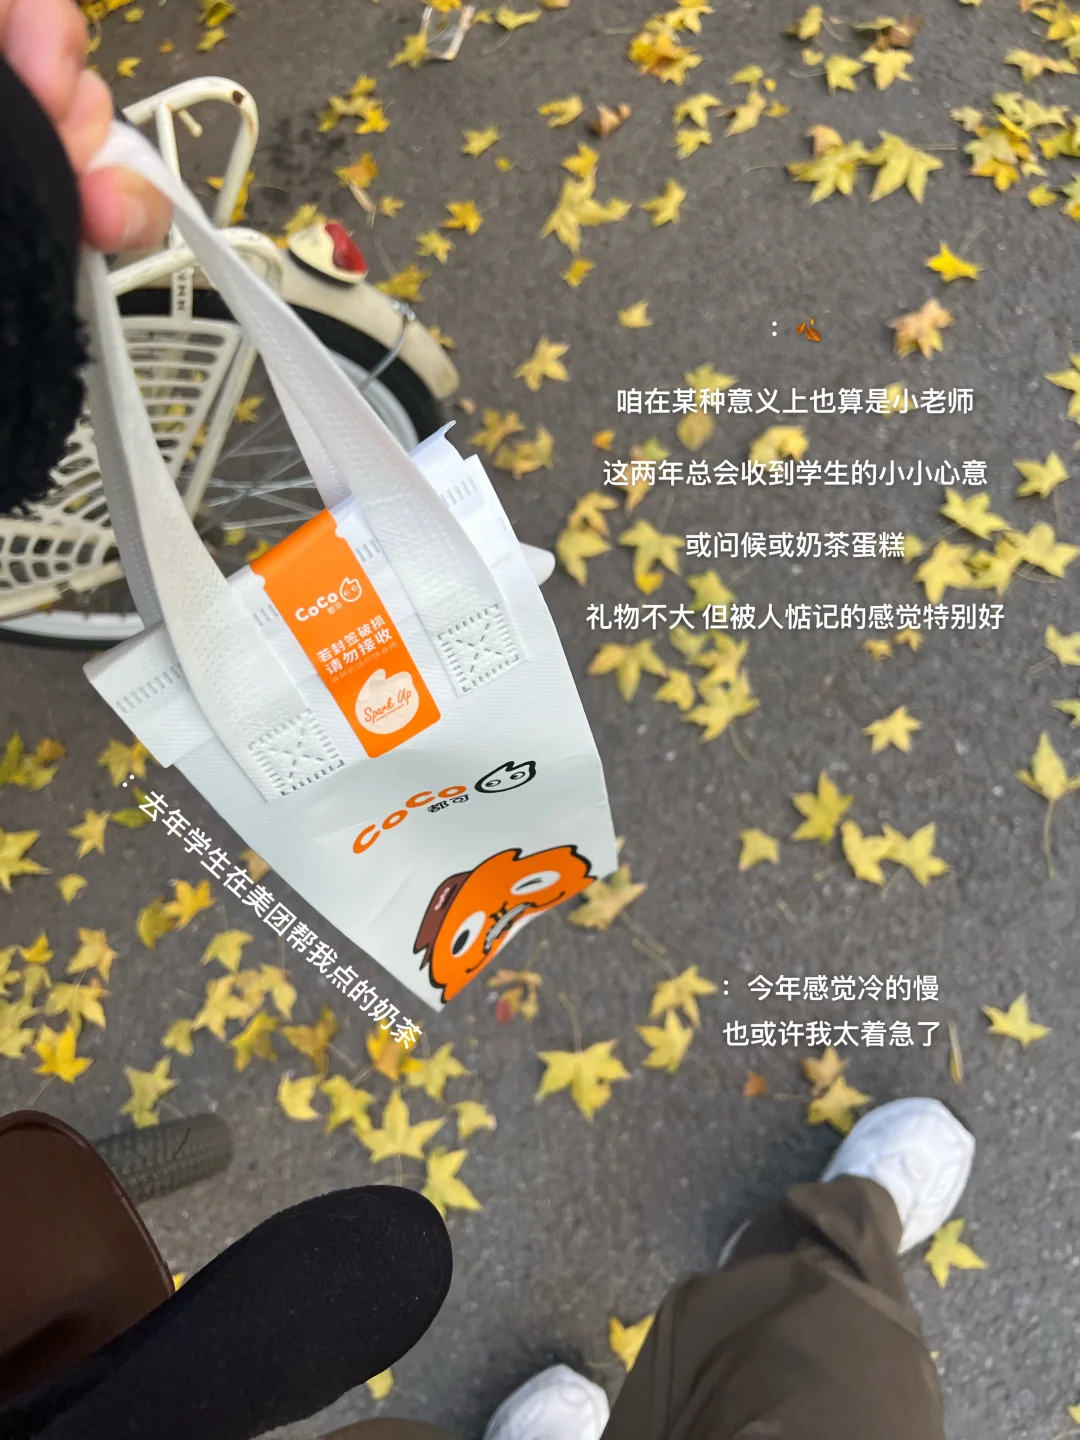 ：🍂
咱在某种意义上也算是小老师
这两年总会收到学生的小小心意
或问候或奶茶蛋糕
礼物不大 但被人惦记的感觉特别好
CoCo
都可
若封签破损
请勿接收
Spark Up
CoCo
都可
：去年学生在美团帮我点的奶茶
：今年感觉冷的慢
也或许我太着急了